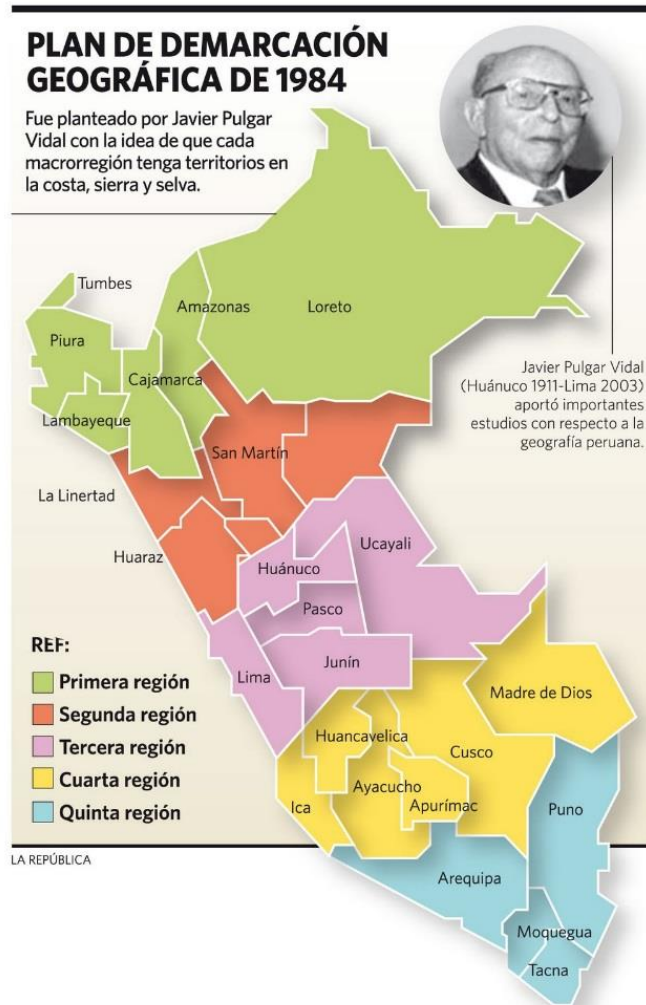 PLAN DE DEMARCACIÓN
GEOGRÁFICA DE 1984
Fue planteado por Javier Pulgar
Vidal con la idea de que cada
macrorregión tenga territorios en
la costa, sierra y selva.
Tumbes
Amazonas
Loreto
Piura
Cajamarca
Lambayeque
Javier Pulgar Vidal
(Huánuco 1911-Lima 2003)
aportó importantes
estudios con respecto a la
geografía peruana.
San Martín
La Linertad
Huaraz
Ucayali
Huánuco
Pasco
Junín
Lima
Madre de Dios
Huancavelica
Cusco
Ayacucho
Apurímac
Ica
Puno
Arequipa
Moquegua
Tacna
REF:
Primera región
Segunda región
Tercera región
Cuarta región
Quinta región
LA REPÚBLICA